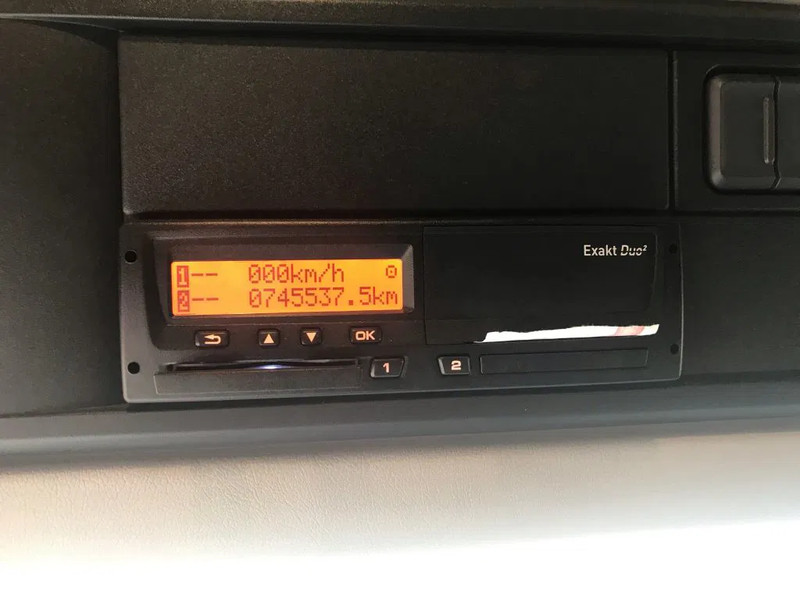 Exakt Duo²
1-- 000km/h
2-- 0745537.5km
OK
1
2